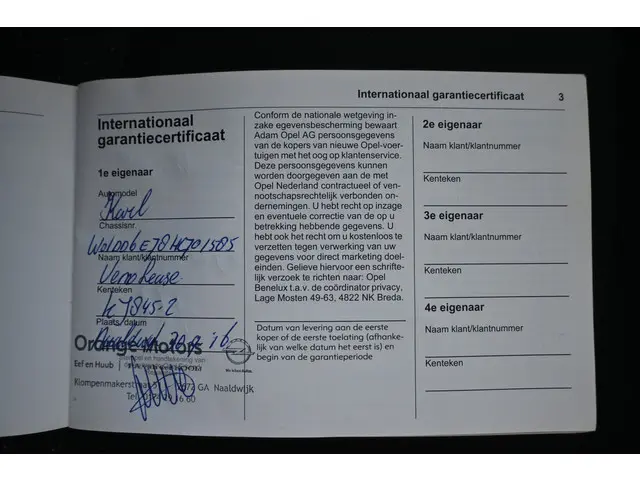 Internationaal garantiecertificaat 3
Internationaal
garantiecertificaat
1e eigenaar
Automodel
Karl
Chassisnr.
Naam klant/klantnummer
Kenteken
Plaats/datum
Orange Motors
Stempel en handtekening van
Eef en Huub
Klompenmakerstraat GA Naaldwijk
Conform de nationale wetgeving in-
zake egevensbescherming bewaart
Adam Opel AG persoonsgegevens
van de kopers van nieuwe Opel-voer-
tuigen met het oog op klantenservice.
Deze persoonsgegevens kunnen
worden doorgegeven aan de met
Opel Nederland contractueel of ven-
nootschapsrechtelijk verbonden on-
dernemingen. U hebt recht op inzage
en eventuele correctie van de op u
betrekking hebbende gegevens. U
hebt ook het recht om u kosteloos te
verzetten tegen verwerking van uw
gegevens voor direct marketing doel-
einden. Gelieve hiervoor een schrifte-
lijk verzoek te richten aan: Opel
Benelux t.a.v. de coördinator privacy,
Lage Mosten 49-63, 4822 NK Breda.
Datum van levering aan de eerste
koper of de eerste toelating (afhanke-
lijk van welke datum het eerst is) en
begin van de garantieperiode
2e eigenaar
Naam klant/klantnummer
Kenteken
3e eigenaar
Naam klant/klantnummer
Kenteken
4e eigenaar
Naam klant/klantnummer
Kenteken